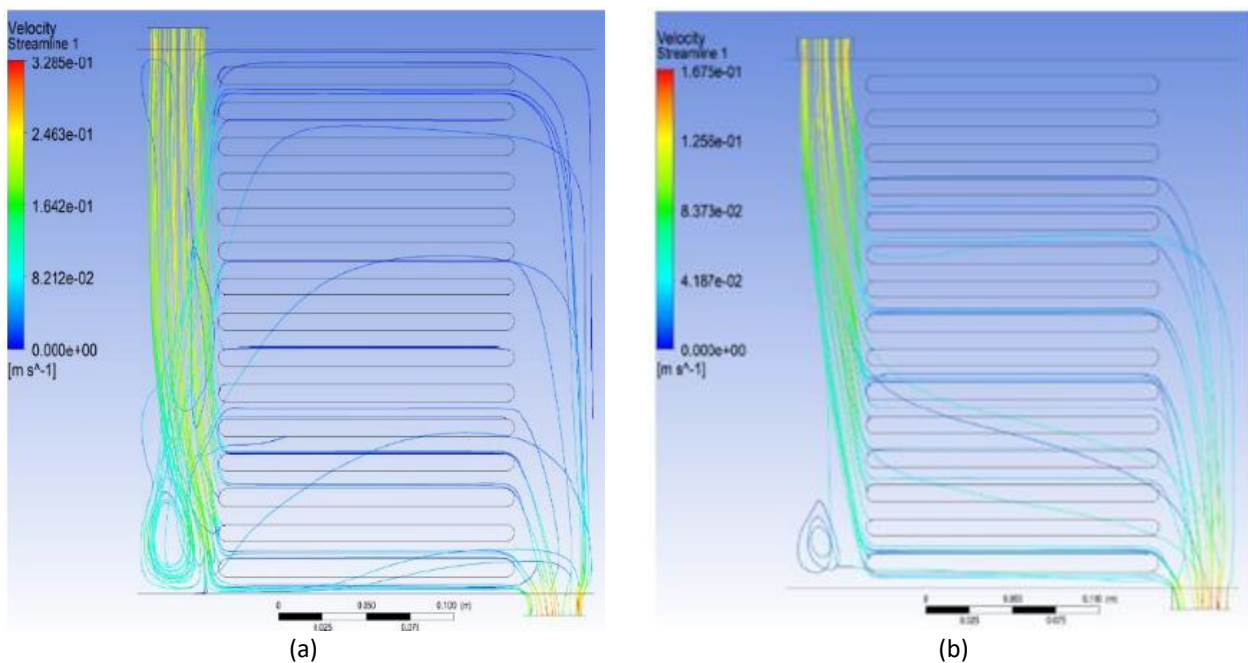 Velocity
Streamline 1
3.285e-01
2.463e-01
1.642e-01
8.212e-02
0.000e+00
[m s^-1]
0 0.050 0.100 (m)
0.025 0.075
(a)
Velocity
Streamline 1
1.675e-01
1.256e-01
8.373e-02
4.187e-02
0.000e+00
[m s^-1]
0 0.050 0.100 (m)
0.025 0.075
(b)